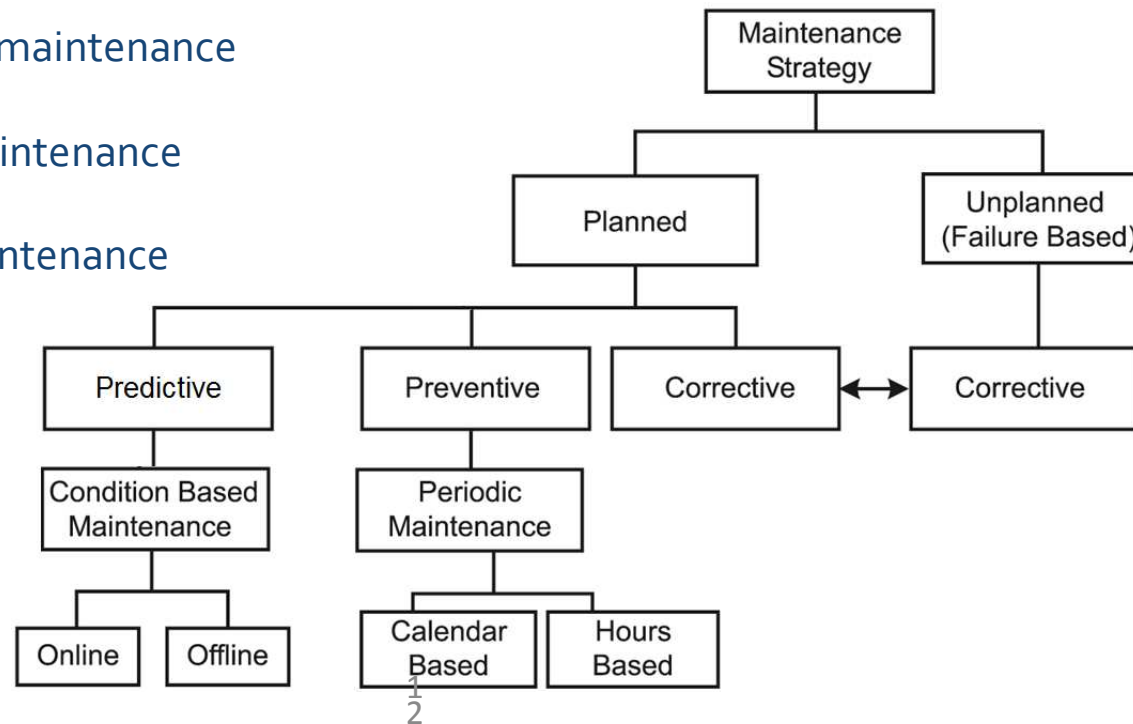 maintenance
intenance
ntenance
Maintenance
Strategy
Planned
Unplanned
(Failure Based)
Predictive
Preventive
Corrective
Corrective
Condition Based
Maintenance
Periodic
Maintenance
Online
Offline
Calendar
Based
Hours
Based
1
2